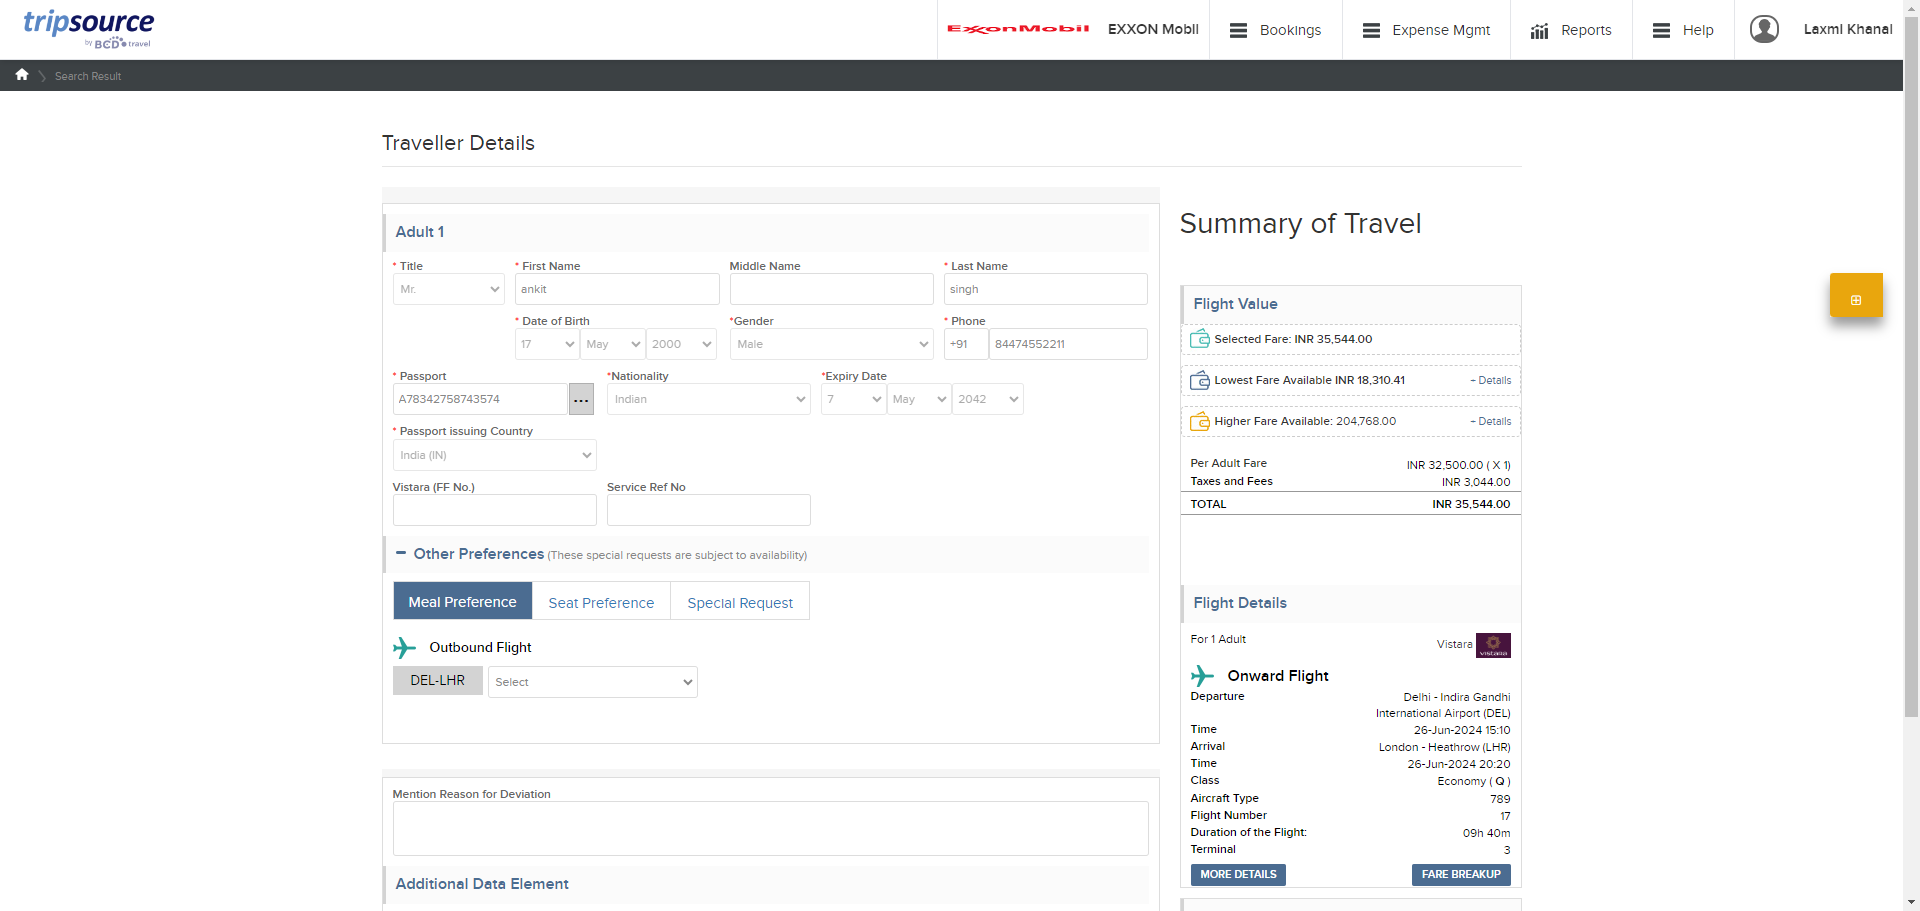 tripsource
by BCD travel
ExxonMobil
EXXON MobIl
Bookings
Expense Mgmt
Reports
Help
LaxmI Khanal
Search Result
Traveller Details
Adult 1
* Title
* First Name
Middle Name
* Last Name
Mr.
ankit
singh
* Date of Birth
*Gender
* Phone
17
May
2000
Male
+91
84474552211
* Passport
*Nationality
*Expiry Date
A78342758743574
...
Indian
7
May
2042
* Passport issuing Country
India (IN)
Vistara (FF No.)
Service Ref No
Other Preferences (These special requests are subject to availability)
Meal Preference
Seat Preference
Special Request
Outbound Flight
DEL-LHR
Select
Mention Reason for Deviation
Additional Data Element
Summary of Travel
Flight Value
Selected Fare: INR 35,544.00
Lowest Fare Available INR 18,310.41
+ Details
Higher Fare Available: 204,768.00
+ Details
Per Adult Fare
INR 32,500.00 ( X 1)
Taxes and Fees
INR 3,044.00
TOTAL
INR 35,544.00
Flight Details
For 1 Adult
Vistara
VISTARA
Onward Flight
Departure
Delhi - Indira Gandhi
International Airport (DEL)
Time
26-Jun-2024 15:10
Arrival
London - Heathrow (LHR)
Time
26-Jun-2024 20:20
Class
Economy ( Q )
Aircraft Type
789
Flight Number
17
Duration of the Flight:
09h 40m
Terminal
3
MORE DETAILS
FARE BREAKUP